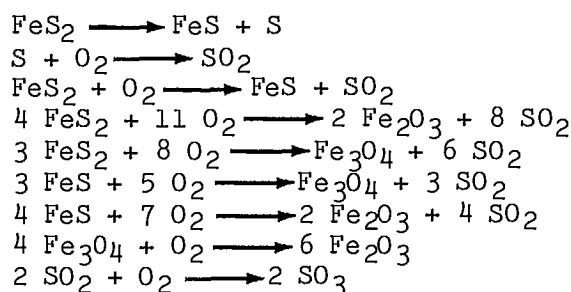 FeS₂ ⟶ FeS + S
S + O₂ ⟶ SO₂
FeS₂ + O₂ ⟶ FeS + SO₂
4 FeS₂ + 11 O₂ ⟶ 2 Fe₂O₃ + 8 SO₂
3 FeS₂ + 8 O₂ ⟶ Fe₃O₄ + 6 SO₂
3 FeS + 5 O₂ ⟶ Fe₃O₄ + 3 SO₂
4 FeS + 7 O₂ ⟶ 2 Fe₂O₃ + 4 SO₂
4 Fe₃O₄ + O₂ ⟶ 6 Fe₂O₃
2 SO₂ + O₂ ⟶ 2 SO₃